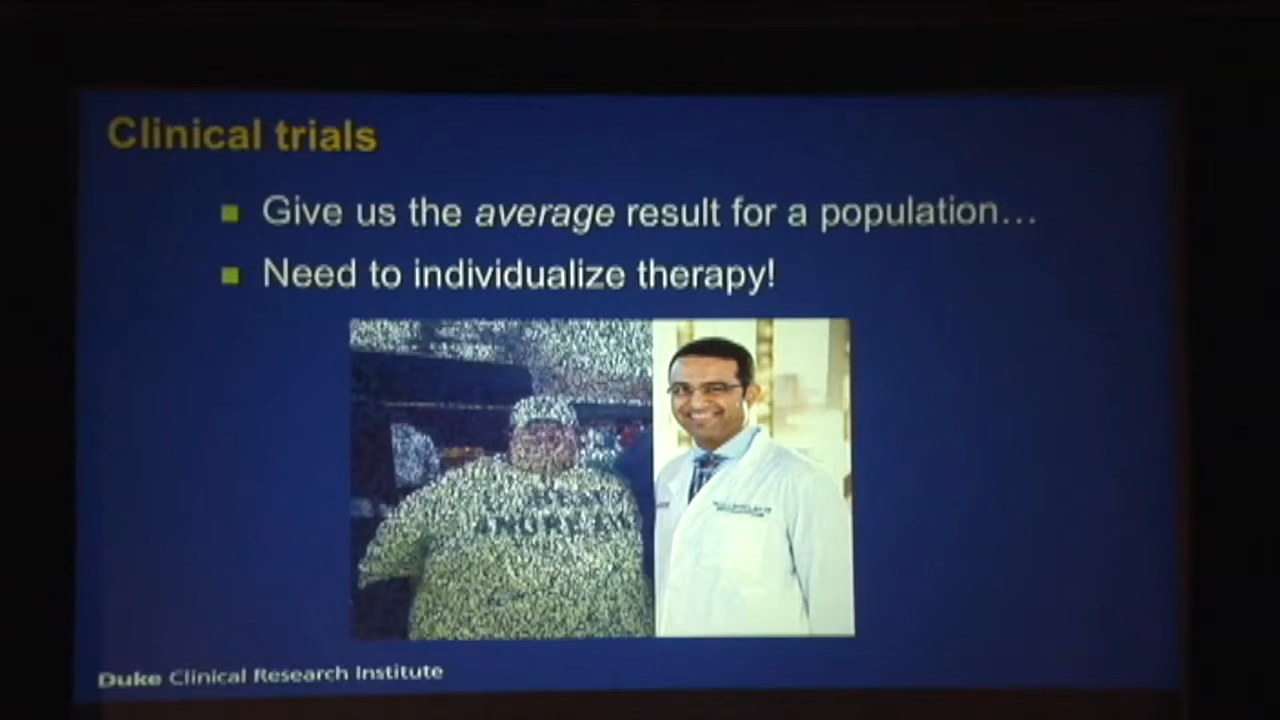 Clinical trials
Give us the average result for a population…
Need to individualize therapy!
Duke Clinical Research Institute